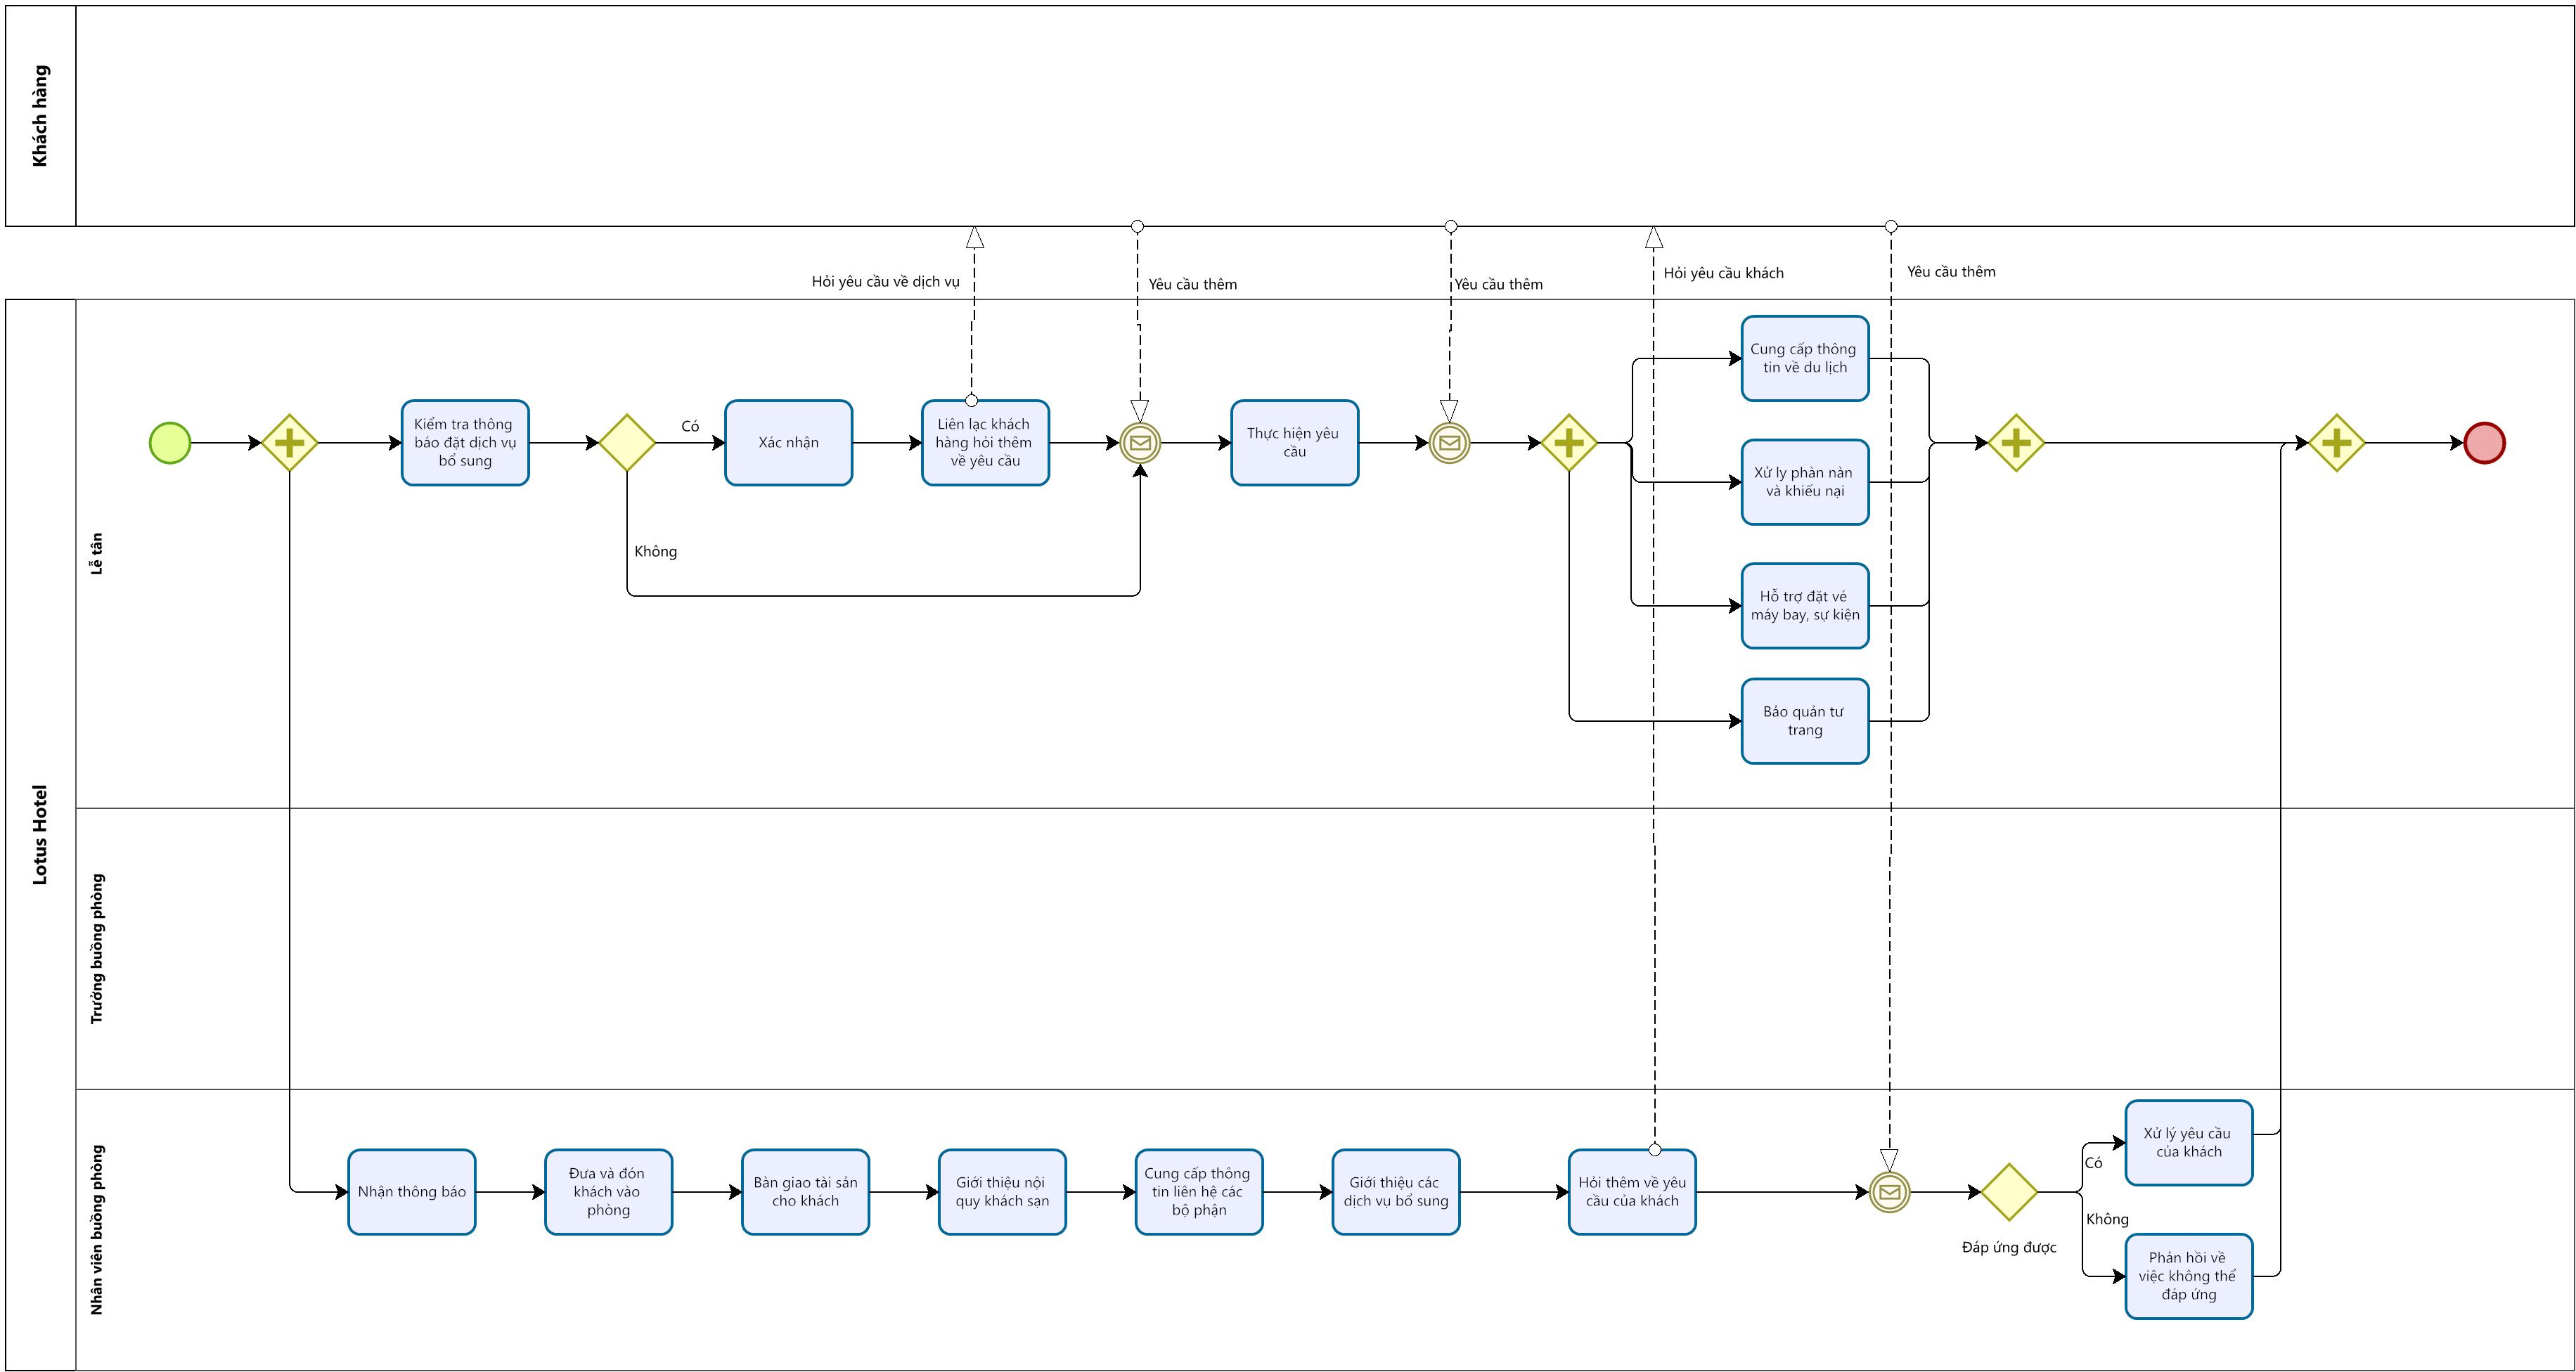 Khách hàng
Hỏi yêu cầu về dịch vụ
Yêu cầu thêm
Yêu cầu thêm
Hỏi yêu cầu khách
Yêu cầu thêm
Lotus Hotel
Lễ tân
Kiểm tra thông
báo đặt dịch vụ
bổ sung
Có
Xác nhận
Liên lạc khách
hàng hỏi thêm
về yêu cầu
Thực hiện yêu
cầu
Không
Cung cấp thông
tin về du lịch
Xử ly phàn nàn
và khiếu nại
Hỗ trợ đặt vé
máy bay, sự kiện
Bảo quản tư
trang
Trưởng buồng phòng
Nhân viên buồng phòng
Nhận thông báo
Đưa và đón
khách vào
phòng
Bàn giao tài sản
cho khách
Giới thiệu nội
quy khách sạn
Cung cấp thông
tin liên hệ các
bộ phận
Giới thiệu các
dịch vụ bổ sung
Hỏi thêm về yêu
cầu của khách
Đáp ứng được
Có
Xử lý yêu cầu
của khách
Không
Phản hồi về
việc không thể
đáp ứng